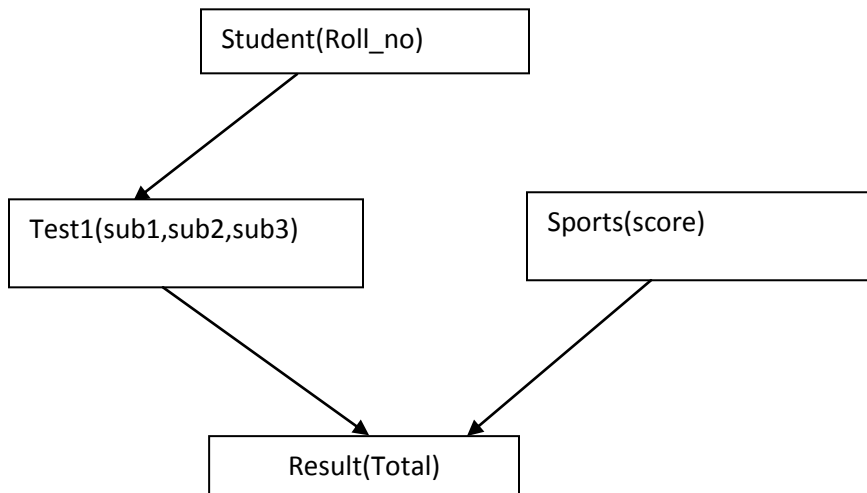 Student(Roll_no)
Test1(sub1,sub2,sub3)
Sports(score)
Result(Total)